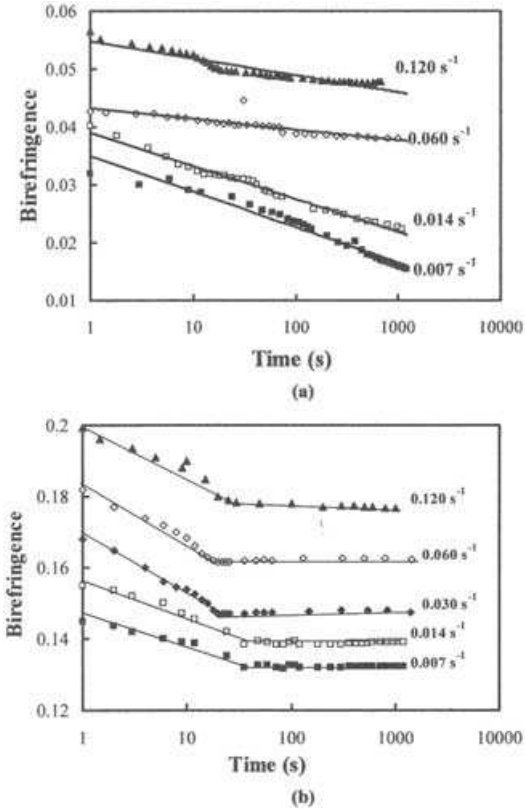 0.06
0.05
0.04
0.03
0.02
0.01
Birefringence
0.120 s⁻¹
0.060 s⁻¹
0.014 s⁻¹
0.007 s⁻¹
1 10 100 1000 10000
Time (s)
(a)
0.2
0.18
0.16
0.14
0.12
Birefringence
0.120 s⁻¹
0.060 s⁻¹
0.030 s⁻¹
0.014 s⁻¹
0.007 s⁻¹
1 10 100 1000 10000
Time (s)
(b)